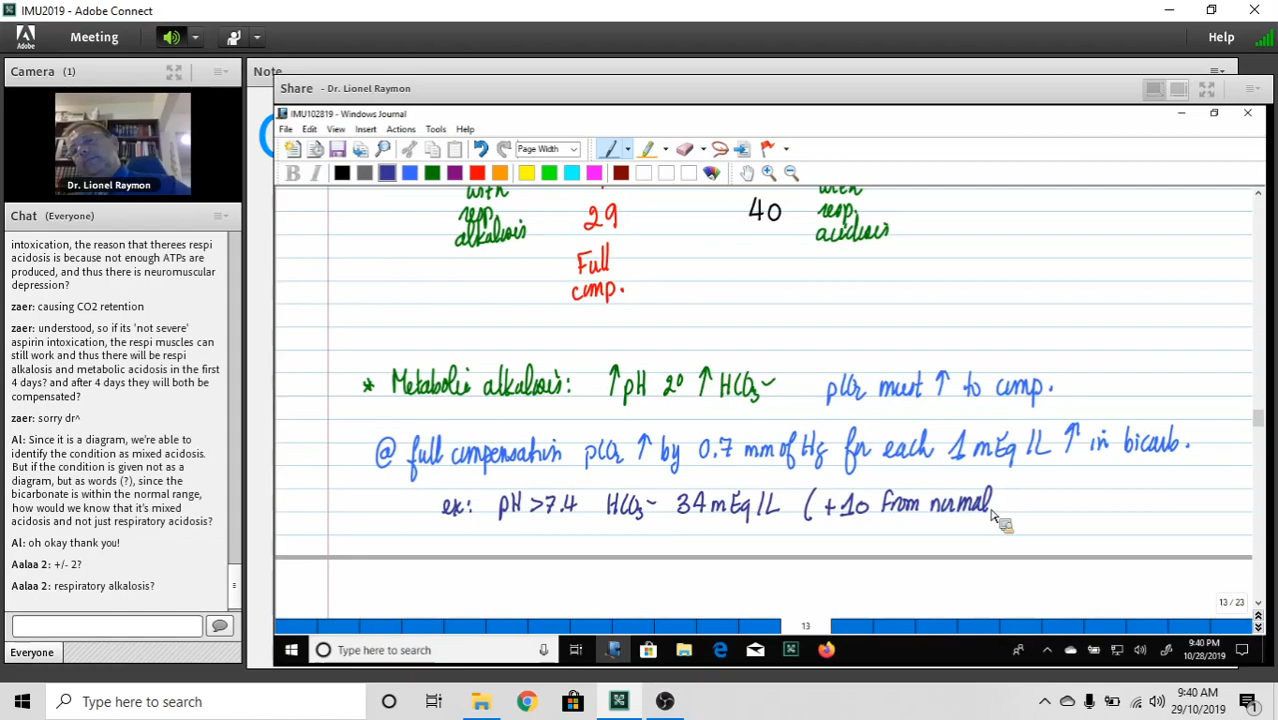 IMU2019 - Adobe Connect
Adobe
Meeting
Help
Camera (1)
Dr. Lionel Raymon
Chat (Everyone)
intoxication, the reason that therees respi
acidosis is because not enough ATPs are
produced, and thus there is neuromuscular
depression?
zaer: causing CO2 retention
zaer: understood, so if its 'not severe'
aspirin intoxication, the respi muscles can
still work and thus there will be respi
alkalosis and metabolic acidosis in the first
4 days? and after 4 days they will both be
compensated?
zaer: sorry dr^
Al: Since it is a diagram, we're able to
identify the condition as mixed acidosis.
But if the condition is given not as a
diagram, but as words (?), since the
bicarbonate is within the normal range,
how would we know that it's mixed
acidosis and not just respiratory acidosis?
Al: oh okay thank you!
Aalaa 2: +/- 2?
Aalaa 2: respiratory alkalosis?
Everyone
Note
Share - Dr. Lionel Raymon
IMU102819 - Windows Journal
File Edit View Insert Actions Tools Help
Page Width
B I
with
resp.
alkalosis
29
Full
comp.
40
with
resp.
acidosis
* Metabolic alkalosis: ↑pH 2° ↑HCO3- pCO2 must ↑ to comp.
@ full compensation pCO2 ↑ by 0.7 mm of Hg for each 1 mEq/L ↑ in bicarb.
ex: pH >7.4 HCO3- 34 mEq/L (+10 from normal
13 / 23
13
Type here to search
9:40 PM
10/28/2019
Type here to search
9:40 AM
29/10/2019
1